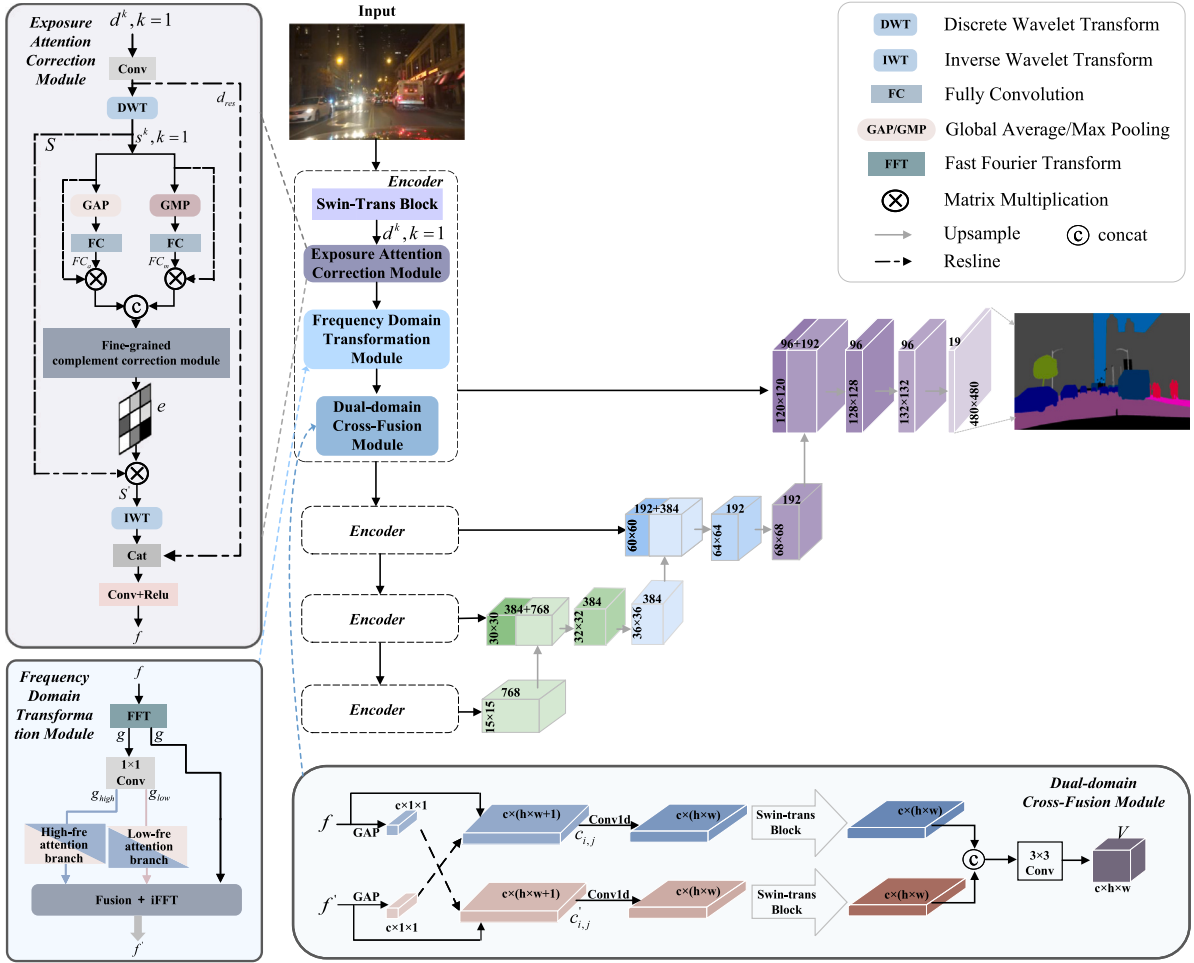 Exposure
Attention
Correction
Module
d^k, k=1
Conv
d_res
DWT
S
s^k, k=1
GAP
GMP
FC
FC
FC_a
FC_m
c
Fine-grained
complement correction module
e
S'
IWT
Cat
Conv+Relu
f
Frequency
Domain
Transforma
tion Module
f
FFT
g
g
1×1
Conv
g_high
g_low
High-fre
attention
branch
Low-fre
attention
branch
Fusion + iFFT
f'
Input
Encoder
Swin-Trans Block
d^k, k=1
Exposure Attention
Correction Module
Frequency Domain
Transformation
Module
Dual-domain
Cross-Fusion
Module
Encoder
Encoder
Encoder
768
15×15
384+768
30×30
384
32×32
384
36×36
192+384
60×60
192
64×64
192
68×68
96+192
120×120
96
128×128
96
132×132
19
480×480
DWT
Discrete Wavelet Transform
IWT
Inverse Wavelet Transform
FC
Fully Convolution
GAP/GMP
Global Average/Max Pooling
FFT
Fast Fourier Transform
Matrix Multiplication
Upsample
c
concat
Resline
Dual-domain
Cross-Fusion Module
f
GAP
c×1×1
c×(h×w+1)
c_{i,j}
Conv1d
c×(h×w)
Swin-trans
Block
c×(h×w)
f'
GAP
c×1×1
c×(h×w+1)
c'_{i,j}
Conv1d
c×(h×w)
Swin-trans
Block
c×(h×w)
c
3×3
Conv
V
c×h×w